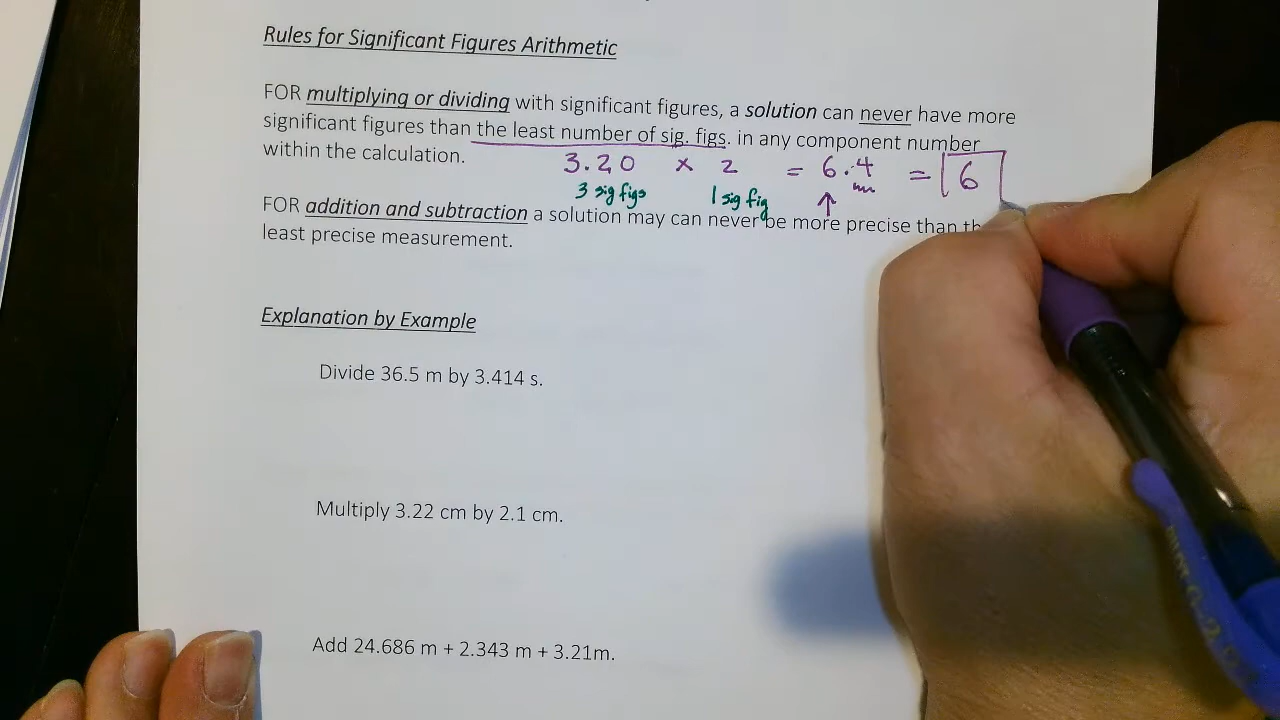 Rules for Significant Figures Arithmetic
FOR multiplying or dividing with significant figures, a solution can never have more
significant figures than the least number of sig. figs. in any component number
within the calculation.
3.20 x 2 = 6.4 = 6
3 sig figs 1 sig fig
FOR addition and subtraction a solution may can never be more precise than
least precise measurement.
Explanation by Example
Divide 36.5 m by 3.414 s.
Multiply 3.22 cm by 2.1 cm.
Add 24.686 m + 2.343 m + 3.21m.